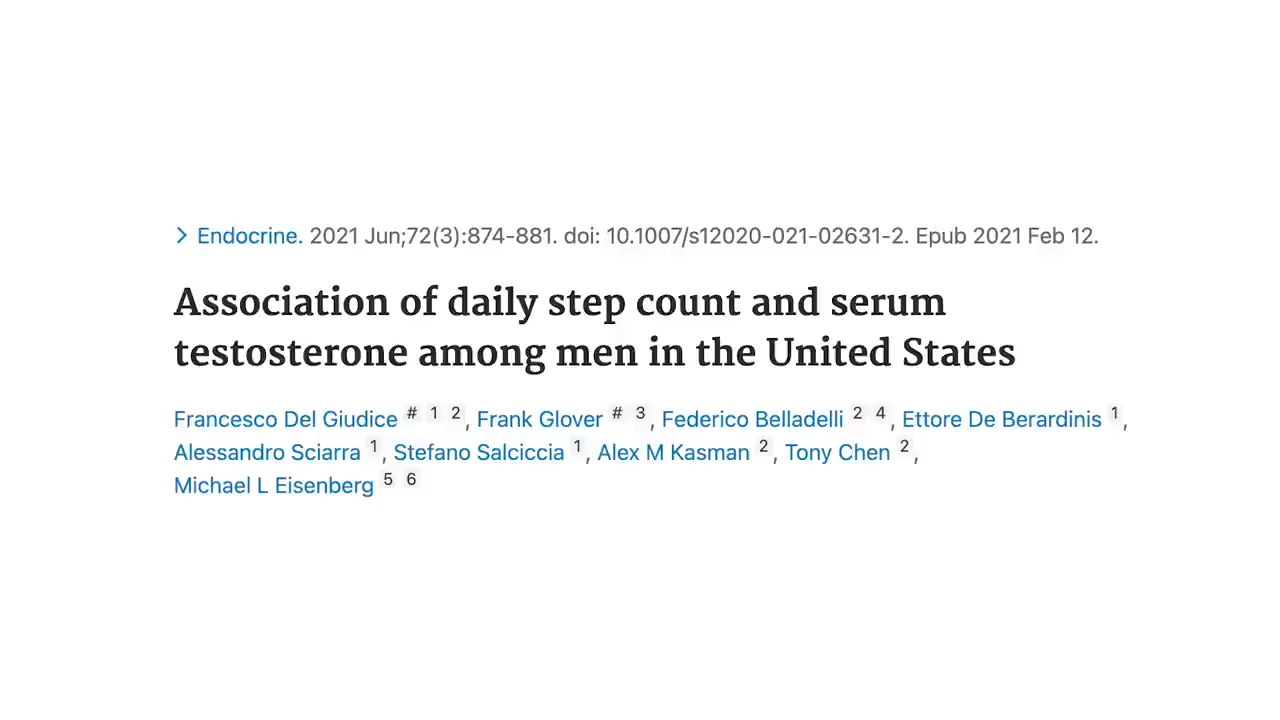 > Endocrine. 2021 Jun;72(3):874-881. doi: 10.1007/s12020-021-02631-2. Epub 2021 Feb 12.
Association of daily step count and serum
testosterone among men in the United States
Francesco Del Giudice # 1 2, Frank Glover # 3, Federico Belladelli 2 4, Ettore De Berardinis 1,
Alessandro Sciarra 1, Stefano Salciccia 1, Alex M Kasman 2, Tony Chen 2,
Michael L Eisenberg 5 6